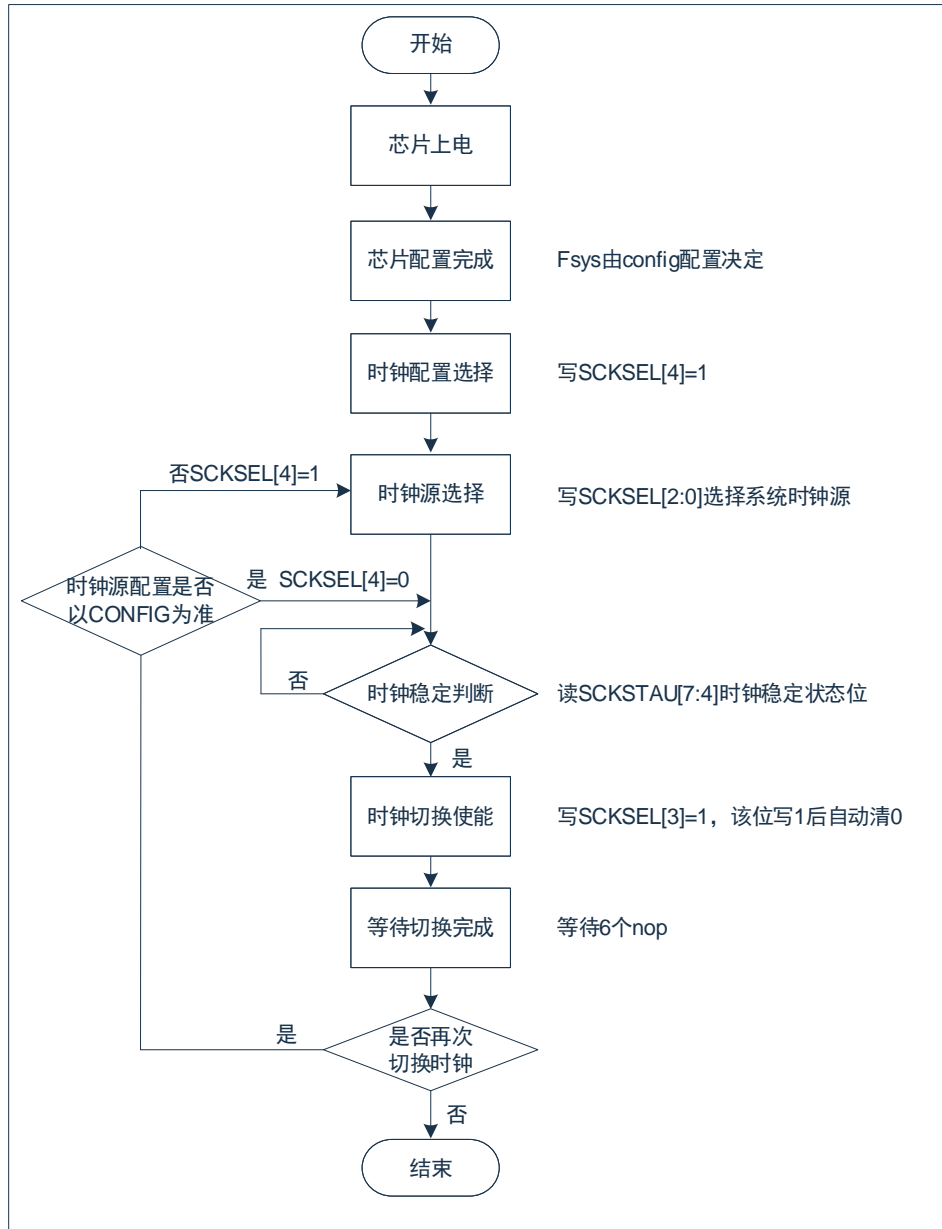 开始
芯片上电
芯片配置完成
Fsys由config配置决定
时钟配置选择
写SCKSEL[4]=1
否SCKSEL[4]=1
时钟源选择
写SCKSEL[2:0]选择系统时钟源
时钟源配置是否
以CONFIG为准
是 SCKSEL[4]=0
否
时钟稳定判断
读SCKSTAU[7:4]时钟稳定状态位
是
时钟切换使能
写SCKSEL[3]=1，该位写1后自动清0
等待切换完成
等待6个nop
是
是否再次
切换时钟
否
结束